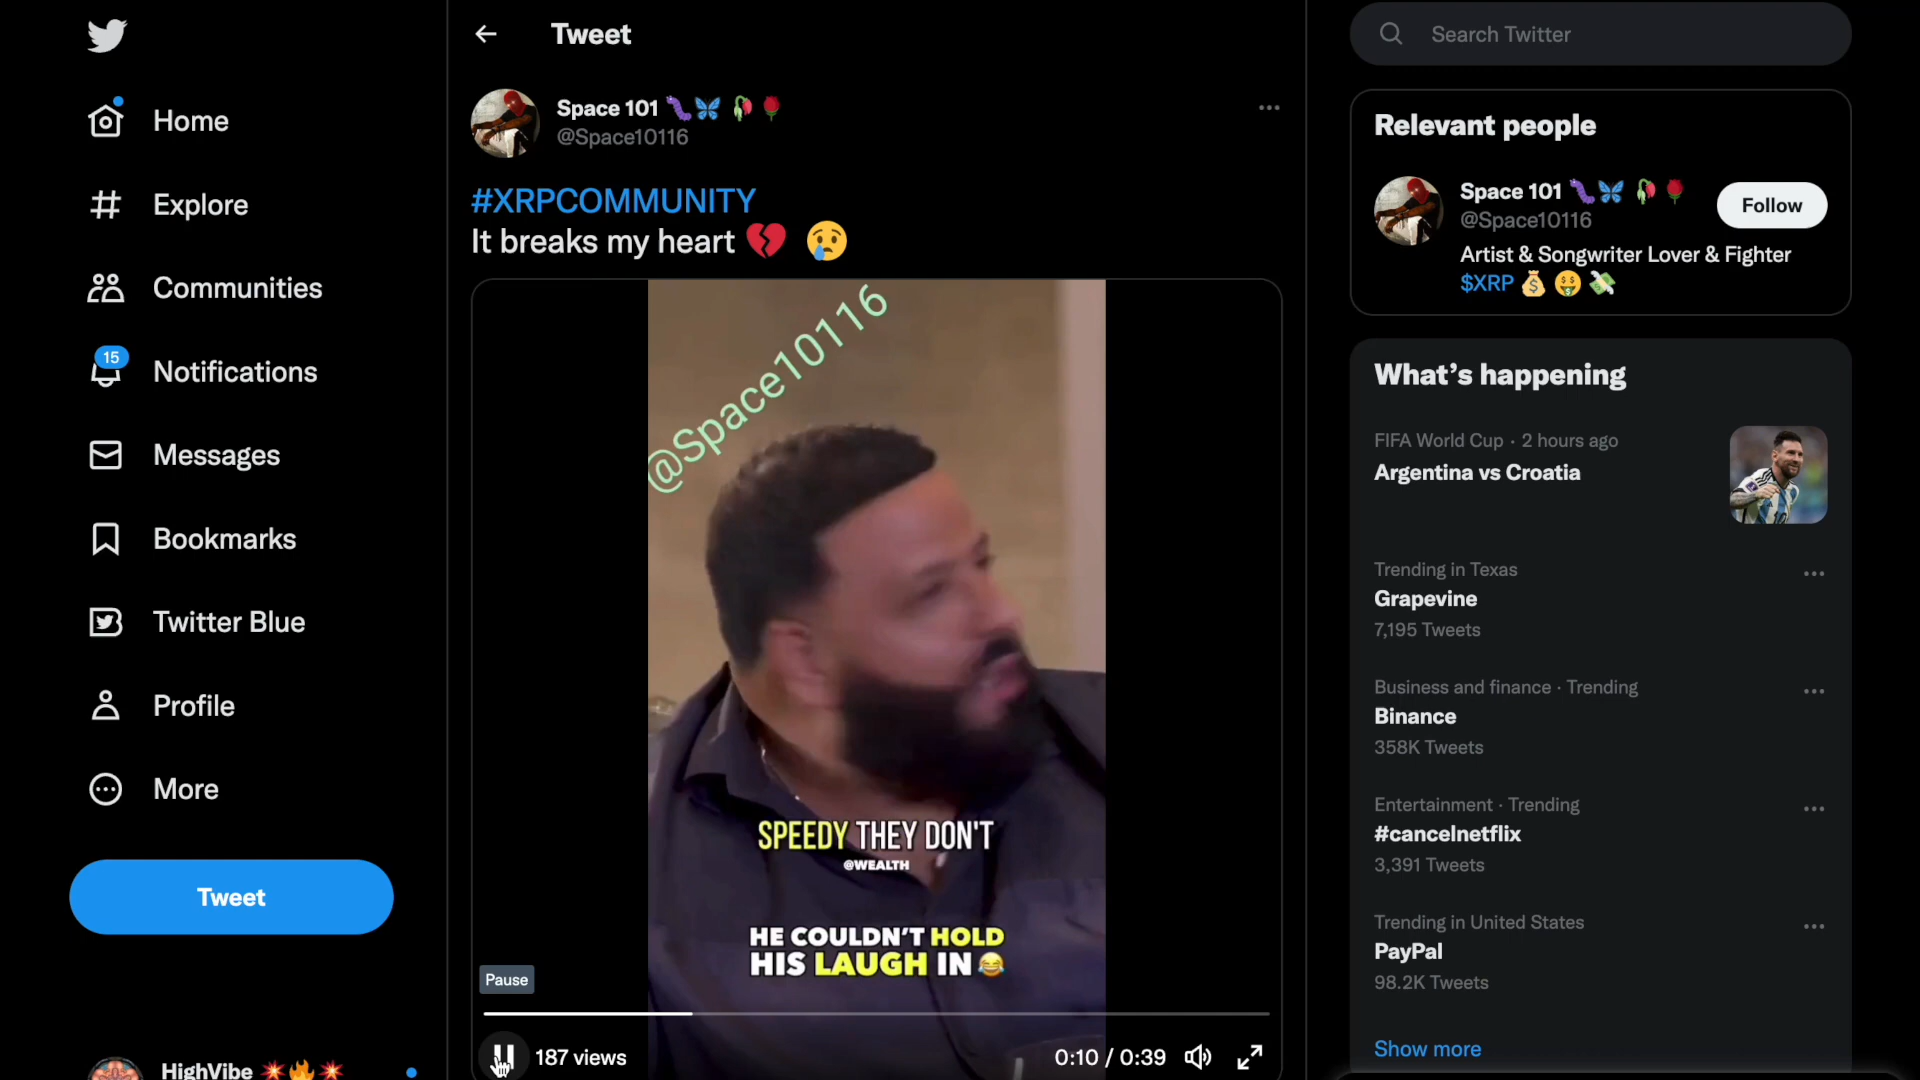 Home
Explore
Communities
15
Notifications
Messages
Bookmarks
Twitter Blue
Profile
More
Tweet
HighVibe 💥🔥💥
Tweet
Space 101 🐛🦋 🥀🌹
@Space10116
#XRPCOMMUNITY
It breaks my heart 💔 😢
@Space10116
SPEEDY THEY DON'T
@WEALTH
HE COULDN'T HOLD
HIS LAUGH IN 😂
Pause
187 views
0:10 / 0:39
Search Twitter
Relevant people
Space 101 🐛🦋 🥀🌹
@Space10116
Follow
Artist & Songwriter Lover & Fighter
$XRP 💰 🤑 💸
What's happening
FIFA World Cup · 2 hours ago
Argentina vs Croatia
Trending in Texas
Grapevine
7,195 Tweets
Business and finance · Trending
Binance
358K Tweets
Entertainment · Trending
#cancelnetflix
3,391 Tweets
Trending in United States
PayPal
98.2K Tweets
Show more